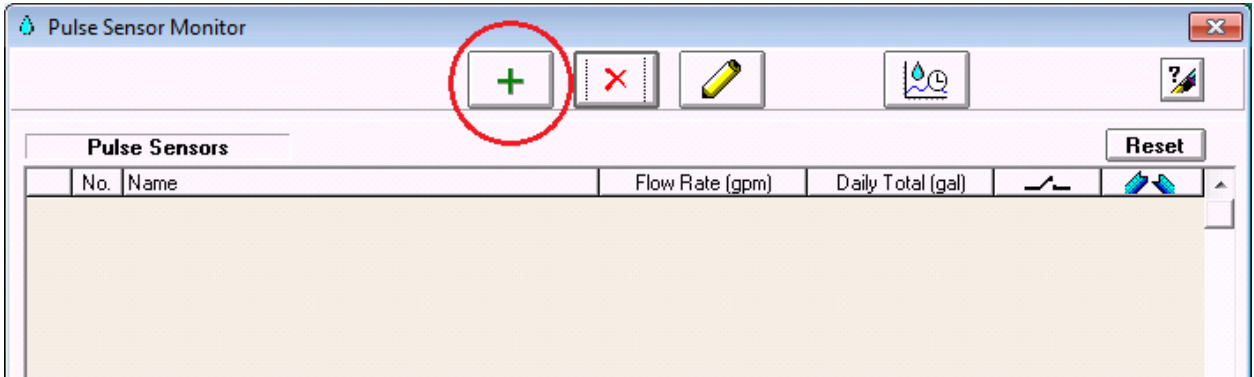 Pulse Sensor Monitor
Pulse Sensors
Reset
No. Name Flow Rate (gpm) Daily Total (gal)